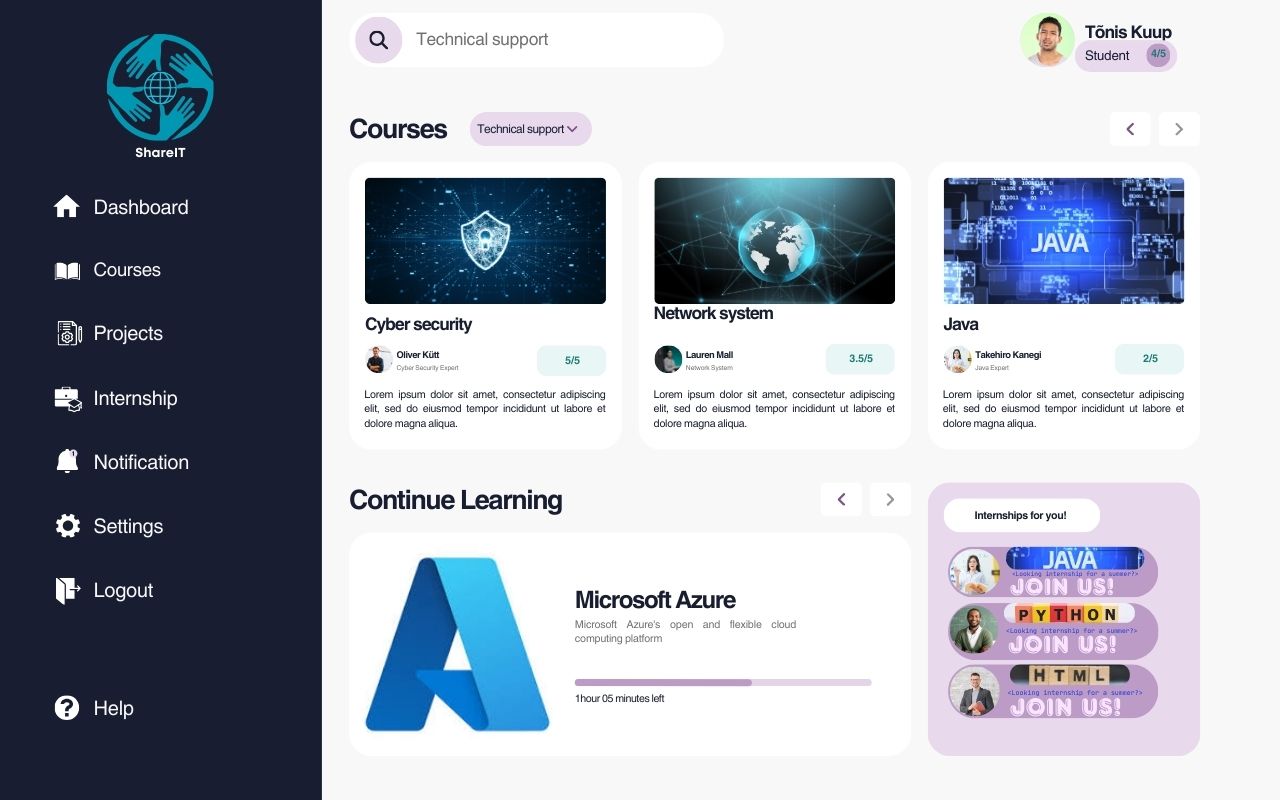 ShareIT
Dashboard
Courses
Projects
Internship
Notification
Settings
Logout
Help
Technical support
Tõnis Kuup
Student
4/5
Courses
Technical support
JAVA
Cyber security
Network system
Java
Oliver Kütt
Cyber Security Expert
5/5
Lauren Mall
Network System
3.5/5
Takehiro Kanegi
Java Expert
2/5
Lorem ipsum dolor sit amet, consectetur adipiscing
elit, sed do eiusmod tempor incididunt ut labore et
dolore magna aliqua.
Lorem ipsum dolor sit amet, consectetur adipiscing
elit, sed do eiusmod tempor incididunt ut labore et
dolore magna aliqua.
Lorem ipsum dolor sit amet, consectetur adipiscing
elit, sed do eiusmod tempor incididunt ut labore et
dolore magna aliqua.
Continue Learning
Microsoft Azure
Microsoft Azure's open and flexible cloud
computing platform
1hour 05 minutes left
Internships for you!
JAVA
<Looking internship for a summer?>
JOIN US!
PYTHON
<Looking internship for a summer?>
JOIN US!
HTML
<Looking internship for a summer?>
JOIN US!